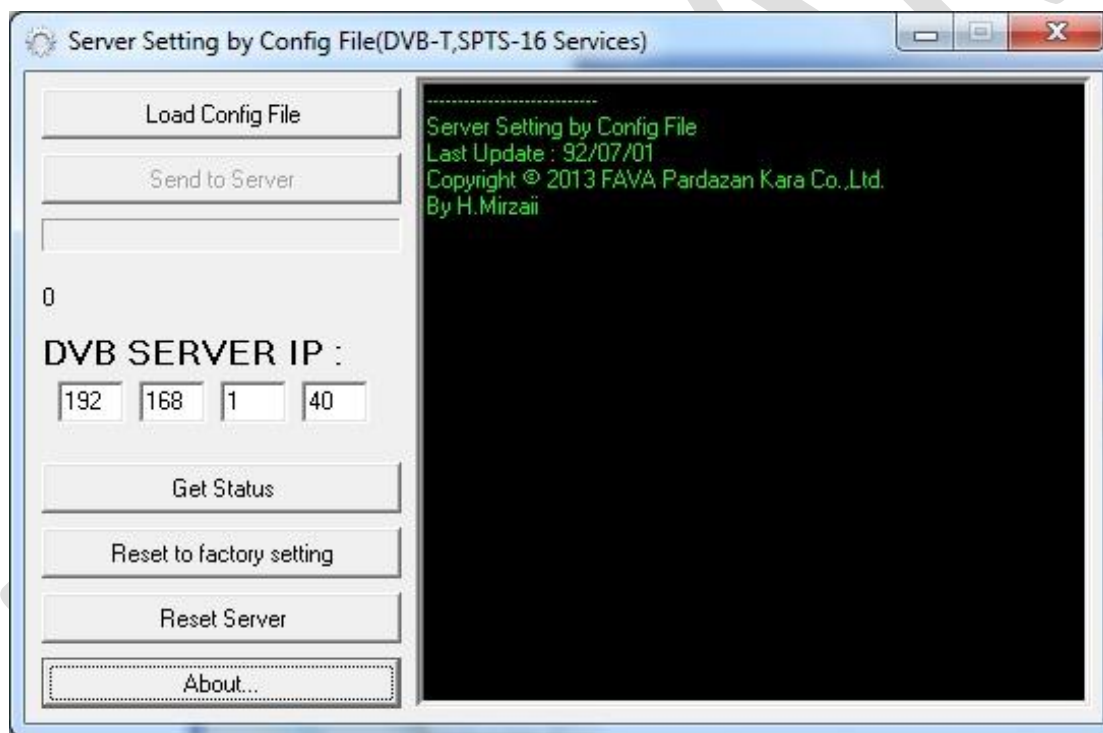 Server Setting by Config File(DVB-T,SPTS-16 Services)
Load Config File
Send to Server
0
DVB SERVER IP :
192 168 1 40
Get Status
Reset to factory setting
Reset Server
About...
---------------------------
Server Setting by Config File
Last Update : 92/07/01
Copyright © 2013 FAVA Pardazan Kara Co.,Ltd.
By H.Mirzaii